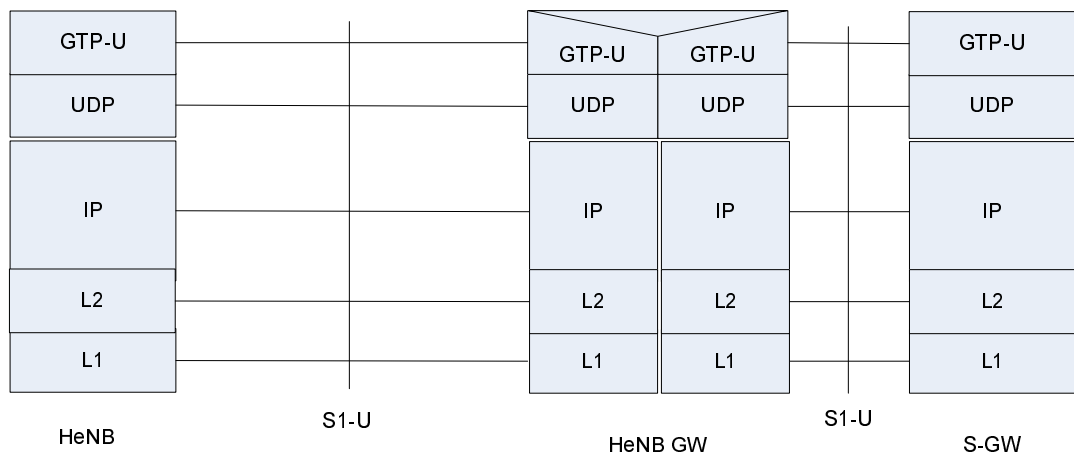 GTP-U
GTP-U
GTP-U
GTP-U
UDP
UDP
UDP
UDP
IP
IP
IP
IP
L2
L2
L2
L2
L1
L1
L1
L1
HeNB
S1-U
HeNB GW
S1-U
S-GW